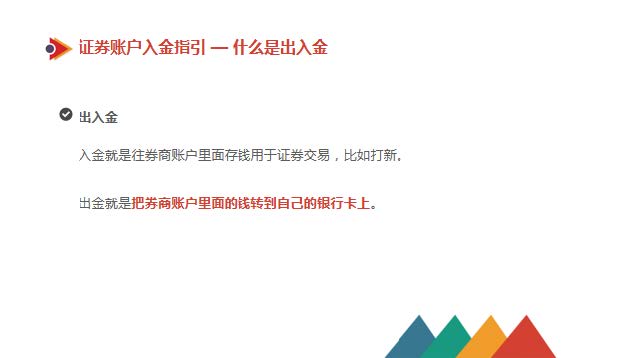 证券账户入金指引 — 什么是出入金
出入金
入金就是往券商账户里面存钱用于证券交易，比如打新。
出金就是把券商账户里面的钱转到自己的银行卡上。